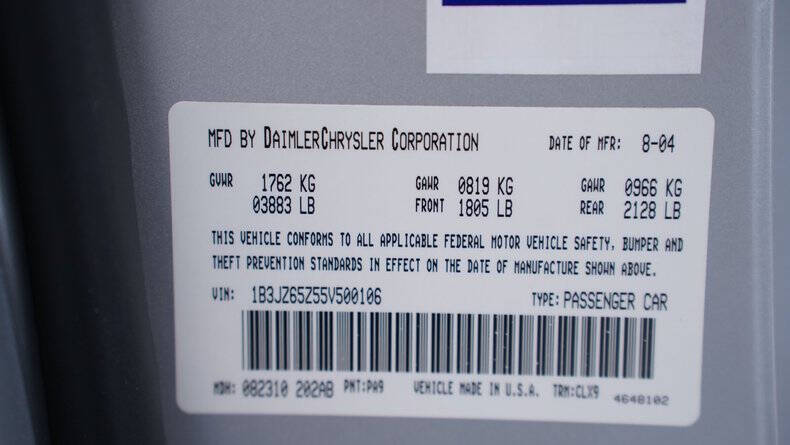 MFD BY DAIMLERCHRYSLER CORPORATION DATE OF MFR: 8-04
GVWR 1762 KG GAWR 0819 KG GAWR 0966 KG
03883 LB FRONT 1805 LB REAR 2128 LB
THIS VEHICLE CONFORMS TO ALL APPLICABLE FEDERAL MOTOR VEHICLE SAFETY, BUMPER AND
THEFT PREVENTION STANDARDS IN EFFECT ON THE DATE OF MANUFACTURE SHOWN ABOVE.
VIN: 1B3JZ65Z55V500106 TYPE: PASSENGER CAR
MDH: 082310 202AB PNT:PA9 VEHICLE MADE IN U.S.A. TRM:CLX9 4648102